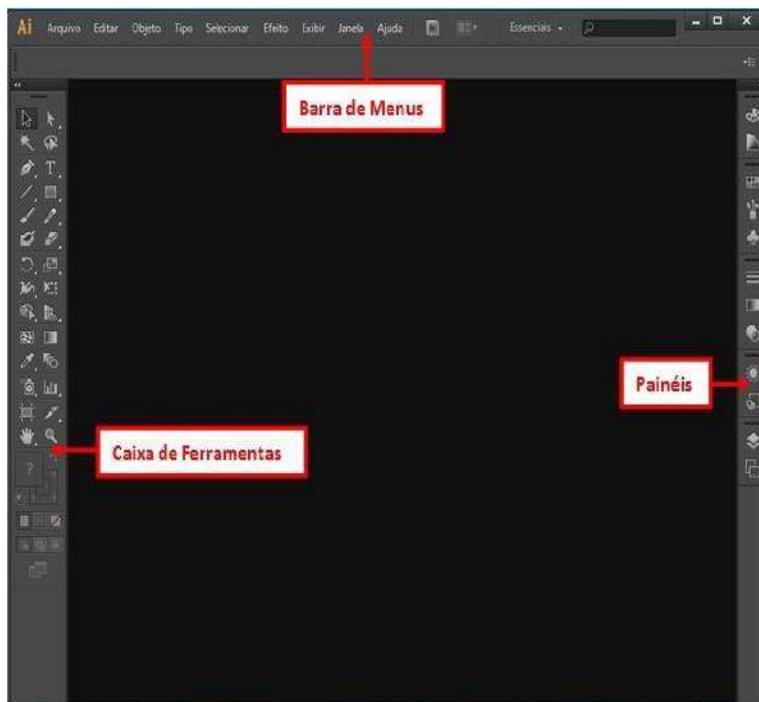 Ai Arquivo Editar Objeto Tipo Selecionar Efeito Exibir Janela Ajuda Essenciais
Barra de Menus
T
Painéis
Caixa de Ferramentas
?